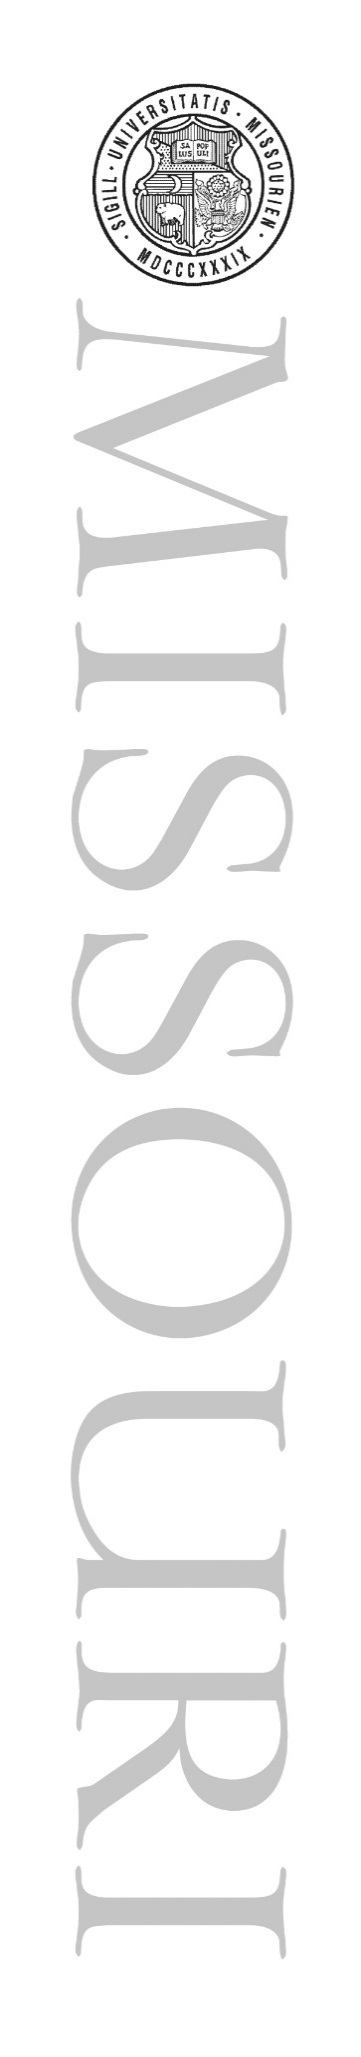 SIGILL · UNIVERSITATIS · MISSOURIEN ·
MDCCCXXXIX
SA POP
LUS ULI
MISSOURI